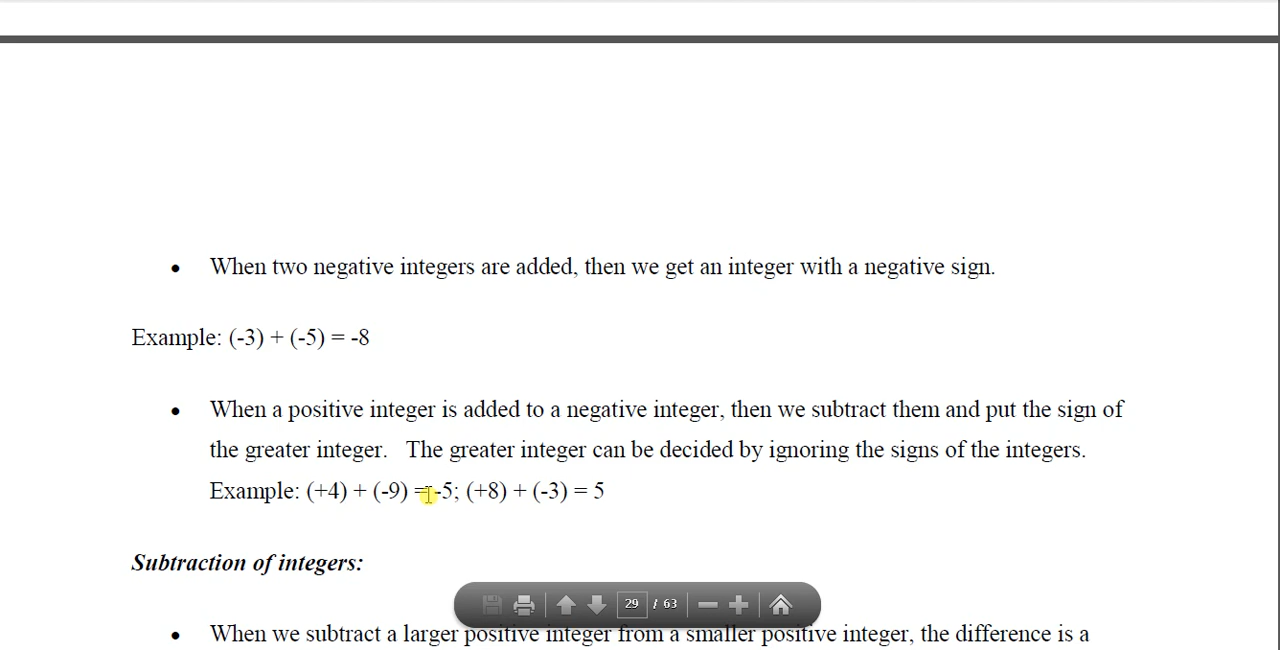 • When two negative integers are added, then we get an integer with a negative sign.
Example: (-3) + (-5) = -8
• When a positive integer is added to a negative integer, then we subtract them and put the sign of
the greater integer. The greater integer can be decided by ignoring the signs of the integers.
Example: (+4) + (-9) = -5; (+8) + (-3) = 5
Subtraction of integers:
29 / 63
• When we subtract a larger positive integer from a smaller positive integer, the difference is a